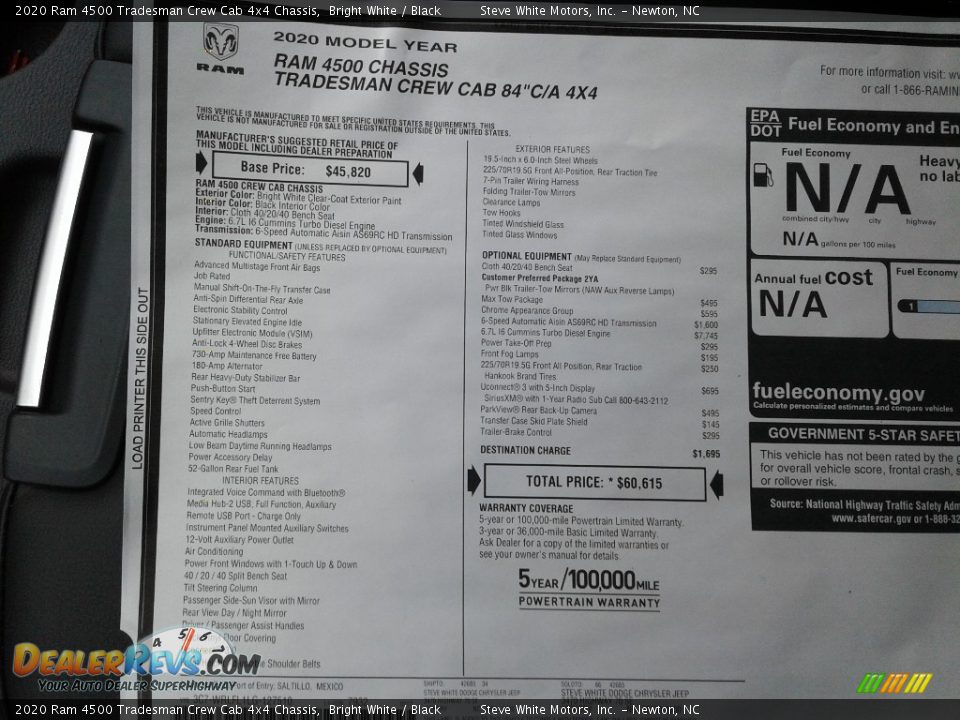 2020 Ram 4500 Tradesman Crew Cab 4x4 Chassis, Bright White / Black Steve White Motors, Inc. – Newton, NC
RAM
2020 MODEL YEAR
RAM 4500 CHASSIS
TRADESMAN CREW CAB 84"C/A 4X4
THIS VEHICLE IS MANUFACTURED TO MEET SPECIFIC UNITED STATES REQUIREMENTS. THIS
VEHICLE IS NOT MANUFACTURED FOR SALE OR REGISTRATION OUTSIDE OF THE UNITED STATES.
MANUFACTURER'S SUGGESTED RETAIL PRICE OF
THIS MODEL INCLUDING DEALER PREPARATION
Base Price: $45,820
RAM 4500 CREW CAB CHASSIS
Exterior Color: Bright White Clear-Coat Exterior Paint
Interior Color: Black Interior Color
Interior: Cloth 40/20/40 Bench Seat
Engine: 6.7L I6 Cummins Turbo Diesel Engine
Transmission: 6-Speed Automatic Aisin AS69RC HD Transmission
STANDARD EQUIPMENT (UNLESS REPLACED BY OPTIONAL EQUIPMENT)
FUNCTIONAL/SAFETY FEATURES
Advanced Multistage Front Air Bags
Job Rated
Manual Shift-On-The-Fly Transfer Case
Anti-Spin Differential Rear Axle
Electronic Stability Control
Stationary Elevated Engine Idle
Upfitter Electronic Module (VSIM)
Anti-Lock 4-Wheel Disc Brakes
730-Amp Maintenance Free Battery
180-Amp Alternator
Rear Heavy-Duty Stabilizer Bar
Push-Button Start
Sentry Key® Theft Deterrent System
Speed Control
Active Grille Shutters
Automatic Headlamps
Low Beam Daytime Running Headlamps
Power Accessory Delay
52-Gallon Rear Fuel Tank
INTERIOR FEATURES
Integrated Voice Command with Bluetooth®
Media Hub-2 USB, Full Function, Auxiliary
Remote USB Port - Charge Only
Instrument Panel Mounted Auxiliary Switches
12-Volt Auxiliary Power Outlet
Air Conditioning
Power Front Windows with 1-Touch Up & Down
40 / 20 / 40 Split Bench Seat
Tilt Steering Column
Passenger Side-Sun Visor with Mirror
Rear View Day / Night Mirror
Driver / Passenger Assist Handles
Floor Covering
Shoulder Belts
EXTERIOR FEATURES
19.5-Inch x 6.0-Inch Steel Wheels
225/70R19.5G Front All-Position, Rear Traction Tire
7-Pin Trailer Wiring Harness
Folding Trailer-Tow Mirrors
Clearance Lamps
Tow Hooks
Tinted Windshield Glass
Tinted Glass Windows
OPTIONAL EQUIPMENT (May Replace Standard Equipment)
Cloth 40/20/40 Bench Seat $295
Customer Preferred Package 2YA
Pwr Blk Trailer-Tow Mirrors (NAW Aux Reverse Lamps)
Max Tow Package $495
Chrome Appearance Group $595
6-Speed Automatic Aisin AS69RC HD Transmission $1,600
6.7L I6 Cummins Turbo Diesel Engine $7,745
Power Take-Off Prep $295
Front Fog Lamps $195
225/70R19.5G Front All Position, Rear Traction $250
Hankook Brand Tires
Uconnect® 3 with 5-Inch Display $695
SiriusXM® with 1-Year Radio Sub Call 800-643-2112
ParkView® Rear Back-Up Camera $495
Transfer Case Skid Plate Shield $145
Trailer-Brake Control $295
DESTINATION CHARGE $1,695
TOTAL PRICE: * $60,615
WARRANTY COVERAGE
5-year or 100,000-mile Powertrain Limited Warranty.
3-year or 36,000-mile Basic Limited Warranty.
Ask Dealer for a copy of the limited warranties or
see your owner's manual for details.
5YEAR/100,000MILE
POWERTRAIN WARRANTY
For more information visit: ww
or call 1-866-RAMIN
EPA
DOT Fuel Economy and En
Fuel Economy
N/A
combined city/hwy city highway
N/A gallons per 100 miles
Heavy
no lab
Annual fuel cost
N/A
Fuel Economy
1
fueleconomy.gov
Calculate personalized estimates and compare vehicles
GOVERNMENT 5-STAR SAFET
This vehicle has not been rated by the g
for overall vehicle score, frontal crash, s
or rollover risk.
Source: National Highway Traffic Safety Adm
www.safercar.gov or 1-888-32
LOAD PRINTER THIS SIDE OUT
Port of Entry: SALTILLO, MEXICO
STEVE WHITE DODGE CHRYSLER JEEP
STEVE WHITE DODGE CHRYSLER JEEP
DealerRevs.com
Your Auto Dealer SuperHighway
2020 Ram 4500 Tradesman Crew Cab 4x4 Chassis, Bright White / Black Steve White Motors, Inc. – Newton, NC